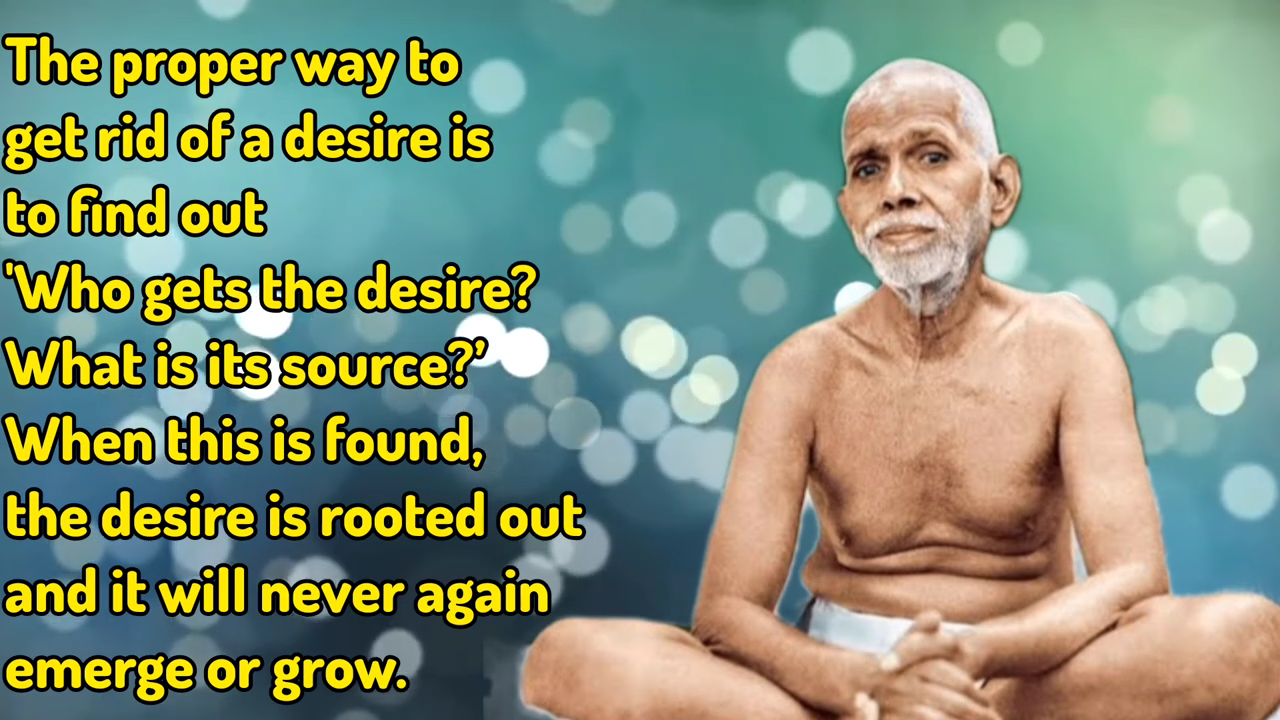 The proper way to
get rid of a desire is
to find out
'Who gets the desire?
What is its source?’
When this is found,
the desire is rooted out
and it will never again
emerge or grow.